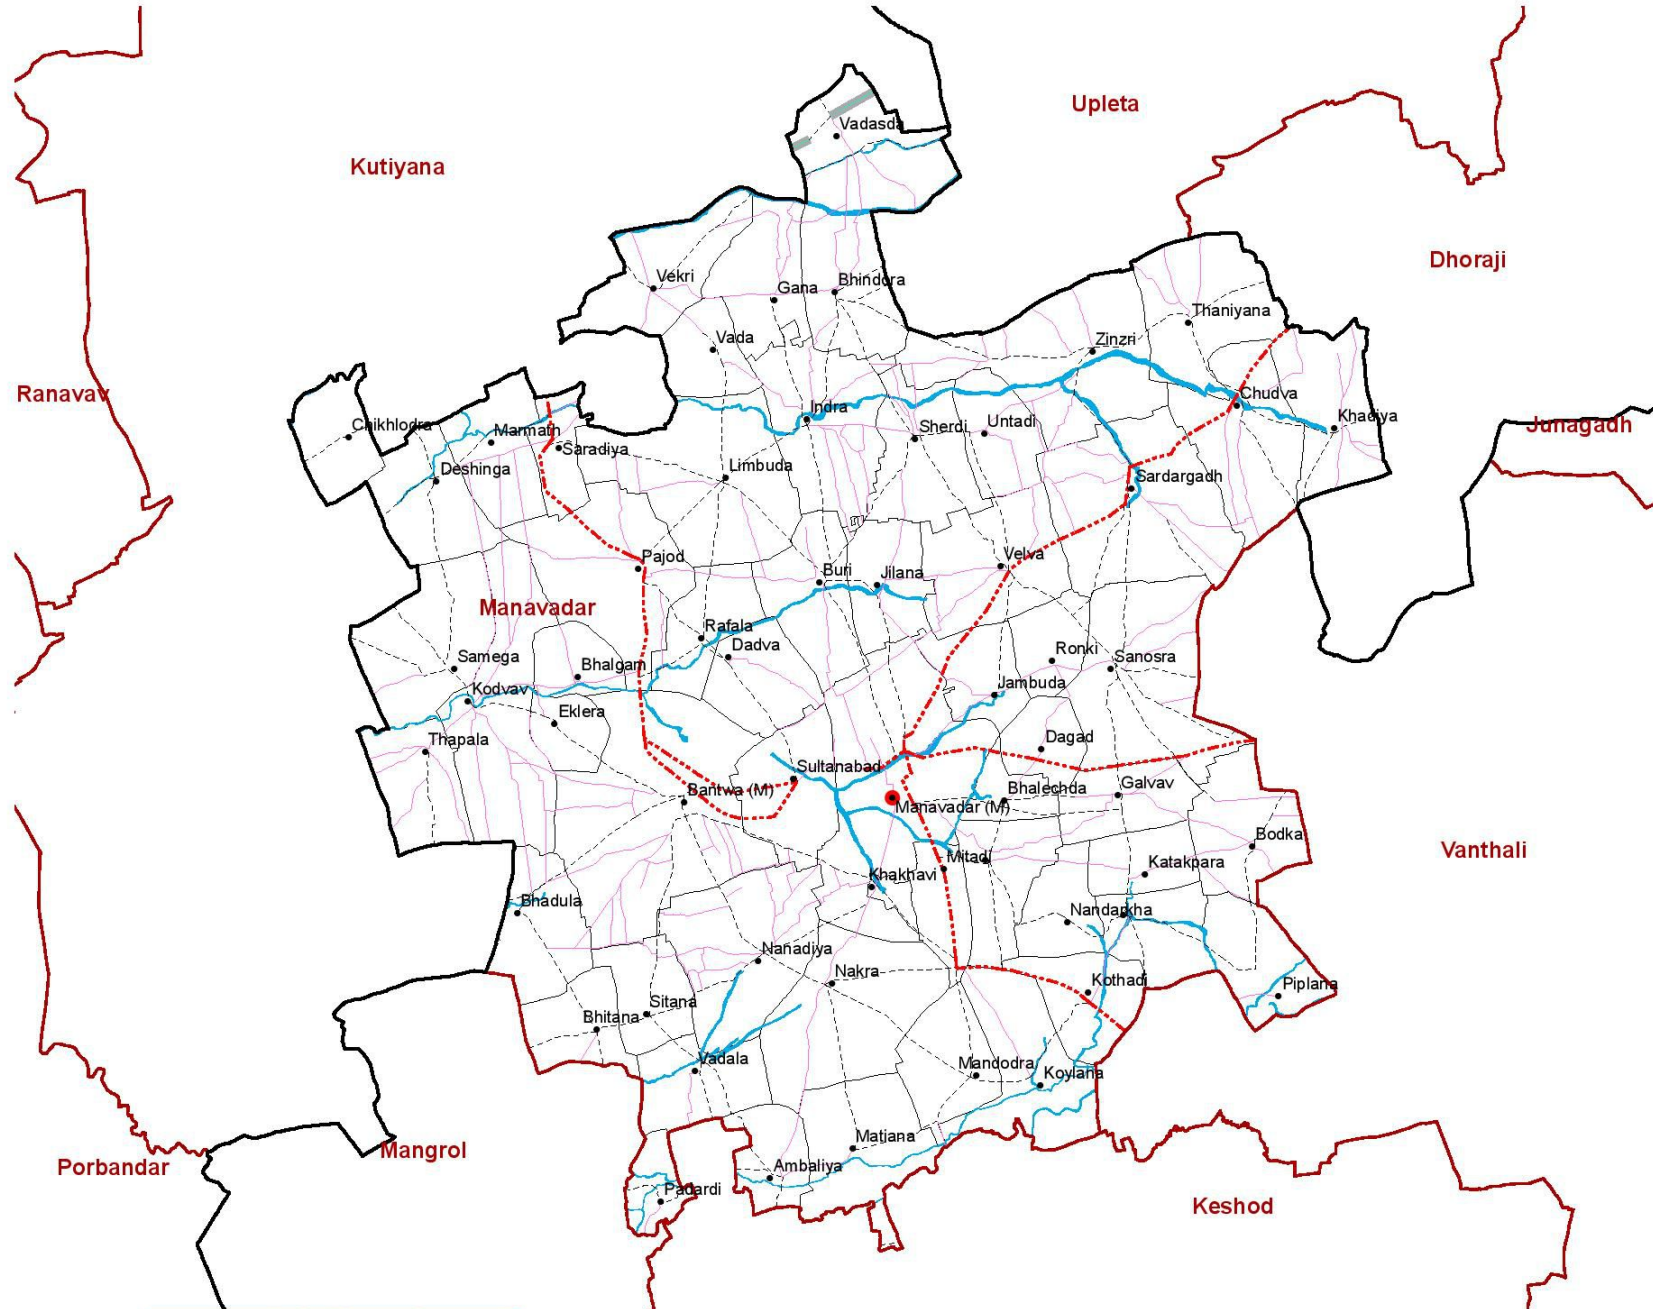 Upleta
Vadasda
Kutiyana
Dhoraji
Vekri
Gana
Bhindora
Thaniyana
Vada
Zinzri
Ranavav
Chudva
Indra
Khadiya
Chikhlodra
Marmath
Sherdi
Untadi
Junagadh
Saradiya
Deshinga
Limbuda
Sardargadh
Pajod
Velva
Buri
Jilana
Manavadar
Rafala
Dadva
Ronki
Sanosra
Samega
Bhalgam
Kodvav
Jambuda
Eklera
Thapala
Dagad
Sultanabad
Bantwa (M)
Bhalechda
Galvav
Manavadar (M)
Bodka
Vanthali
Mitadi
Katakpara
Khakhavi
Bhadula
Nandarkha
Nanadiya
Nakra
Kothadi
Piplana
Sitana
Bhitana
Vadala
Mandodra
Koylana
Matiana
Mangrol
Porbandar
Ambaliya
Padardi
Keshod